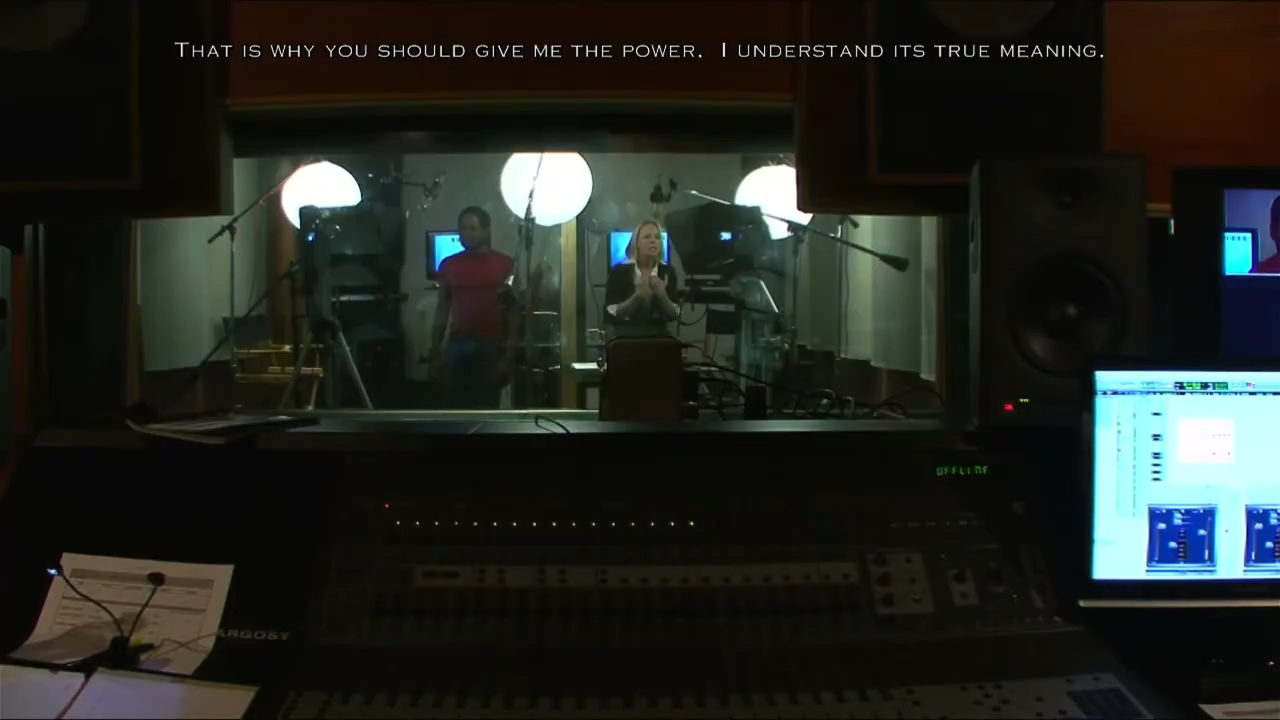 THAT IS WHY YOU SHOULD GIVE ME THE POWER.  I UNDERSTAND ITS TRUE MEANING.
OFFLINE
ARGOSY